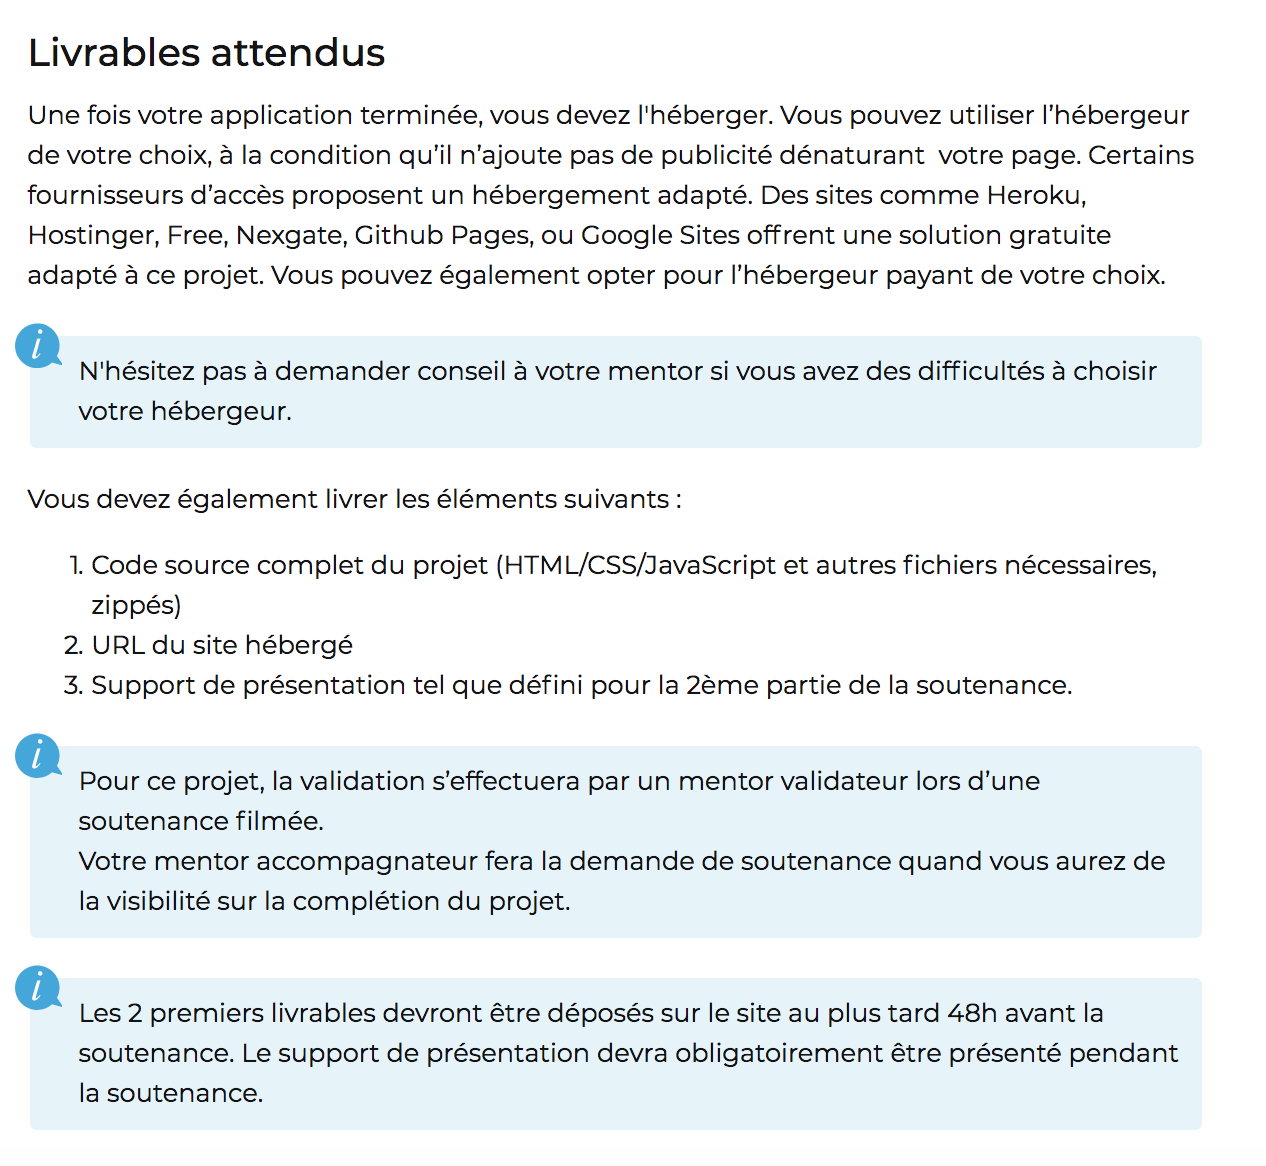 Livrables attendus
Une fois votre application terminée, vous devez l'héberger. Vous pouvez utiliser l’hébergeur
de votre choix, à la condition qu’il n’ajoute pas de publicité dénaturant  votre page. Certains
fournisseurs d’accès proposent un hébergement adapté. Des sites comme Heroku,
Hostinger, Free, Nexgate, Github Pages, ou Google Sites offrent une solution gratuite
adapté à ce projet. Vous pouvez également opter pour l’hébergeur payant de votre choix.
i
N'hésitez pas à demander conseil à votre mentor si vous avez des difficultés à choisir
votre hébergeur.
Vous devez également livrer les éléments suivants :
1. Code source complet du projet (HTML/CSS/JavaScript et autres fichiers nécessaires,
zippés)
2. URL du site hébergé
3. Support de présentation tel que défini pour la 2ème partie de la soutenance.
i
Pour ce projet, la validation s’effectuera par un mentor validateur lors d’une
soutenance filmée.
Votre mentor accompagnateur fera la demande de soutenance quand vous aurez de
la visibilité sur la complétion du projet.
i
Les 2 premiers livrables devront être déposés sur le site au plus tard 48h avant la
soutenance. Le support de présentation devra obligatoirement être présenté pendant
la soutenance.